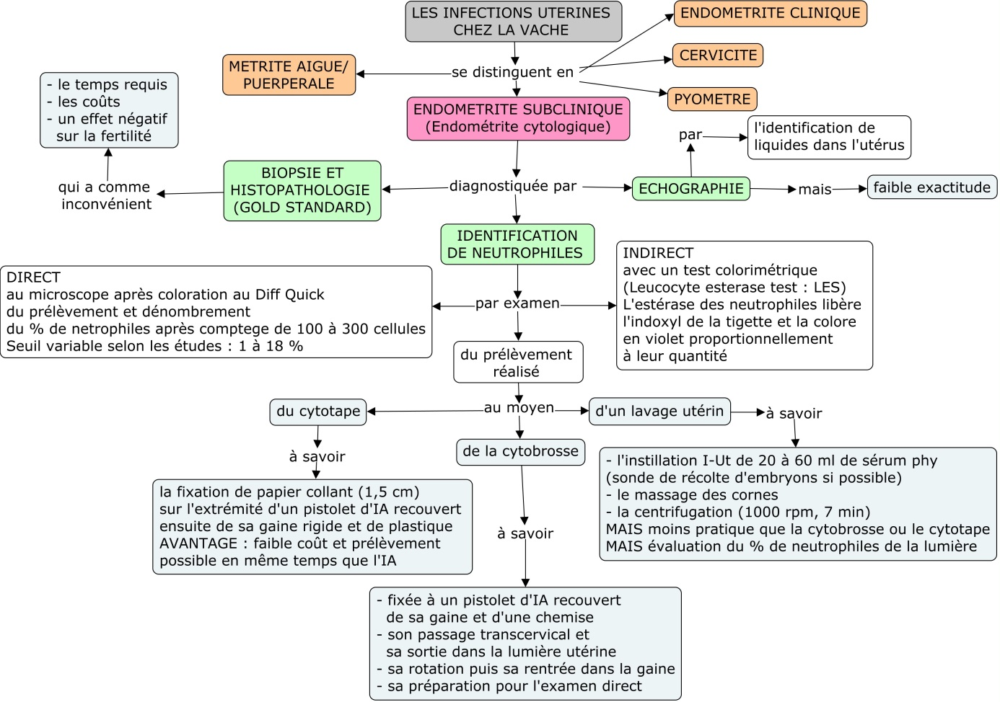 LES INFECTIONS UTERINES
CHEZ LA VACHE
ENDOMETRITE CLINIQUE
CERVICITE
METRITE AIGUE/
PUERPERALE
se distinguent en
PYOMETRE
- le temps requis
- les coûts
- un effet négatif
sur la fertilité
ENDOMETRITE SUBCLINIQUE
(Endométrite cytologique)
par
l'identification de
liquides dans l'utérus
qui a comme
inconvénient
BIOPSIE ET
HISTOPATHOLOGIE
(GOLD STANDARD)
diagnostiquée par
ECHOGRAPHIE
mais
faible exactitude
IDENTIFICATION
DE NEUTROPHILES
DIRECT
au microscope après coloration au Diff Quick
du prélèvement et dénombrement
du % de netrophiles après comptege de 100 à 300 cellules
Seuil variable selon les études : 1 à 18 %
par examen
INDIRECT
avec un test colorimétrique
(Leucocyte esterase test : LES)
L'estérase des neutrophiles libère
l'indoxyl de la tigette et la colore
en violet proportionnellement
à leur quantité
du prélèvement
réalisé
du cytotape
au moyen
d'un lavage utérin
à savoir
à savoir
de la cytobrosse
la fixation de papier collant (1,5 cm)
sur l'extrémité d'un pistolet d'IA recouvert
ensuite de sa gaine rigide et de plastique
AVANTAGE : faible coût et prélèvement
possible en même temps que l'IA
à savoir
- l'instillation I-Ut de 20 à 60 ml de sérum phy
(sonde de récolte d'embryons si possible)
- le massage des cornes
- la centrifugation (1000 rpm, 7 min)
MAIS moins pratique que la cytobrosse ou le cytotape
MAIS évaluation du % de neutrophiles de la lumière
- fixée à un pistolet d'IA recouvert
de sa gaine et d'une chemise
- son passage transcervical et
sa sortie dans la lumière utérine
- sa rotation puis sa rentrée dans la gaine
- sa préparation pour l'examen direct